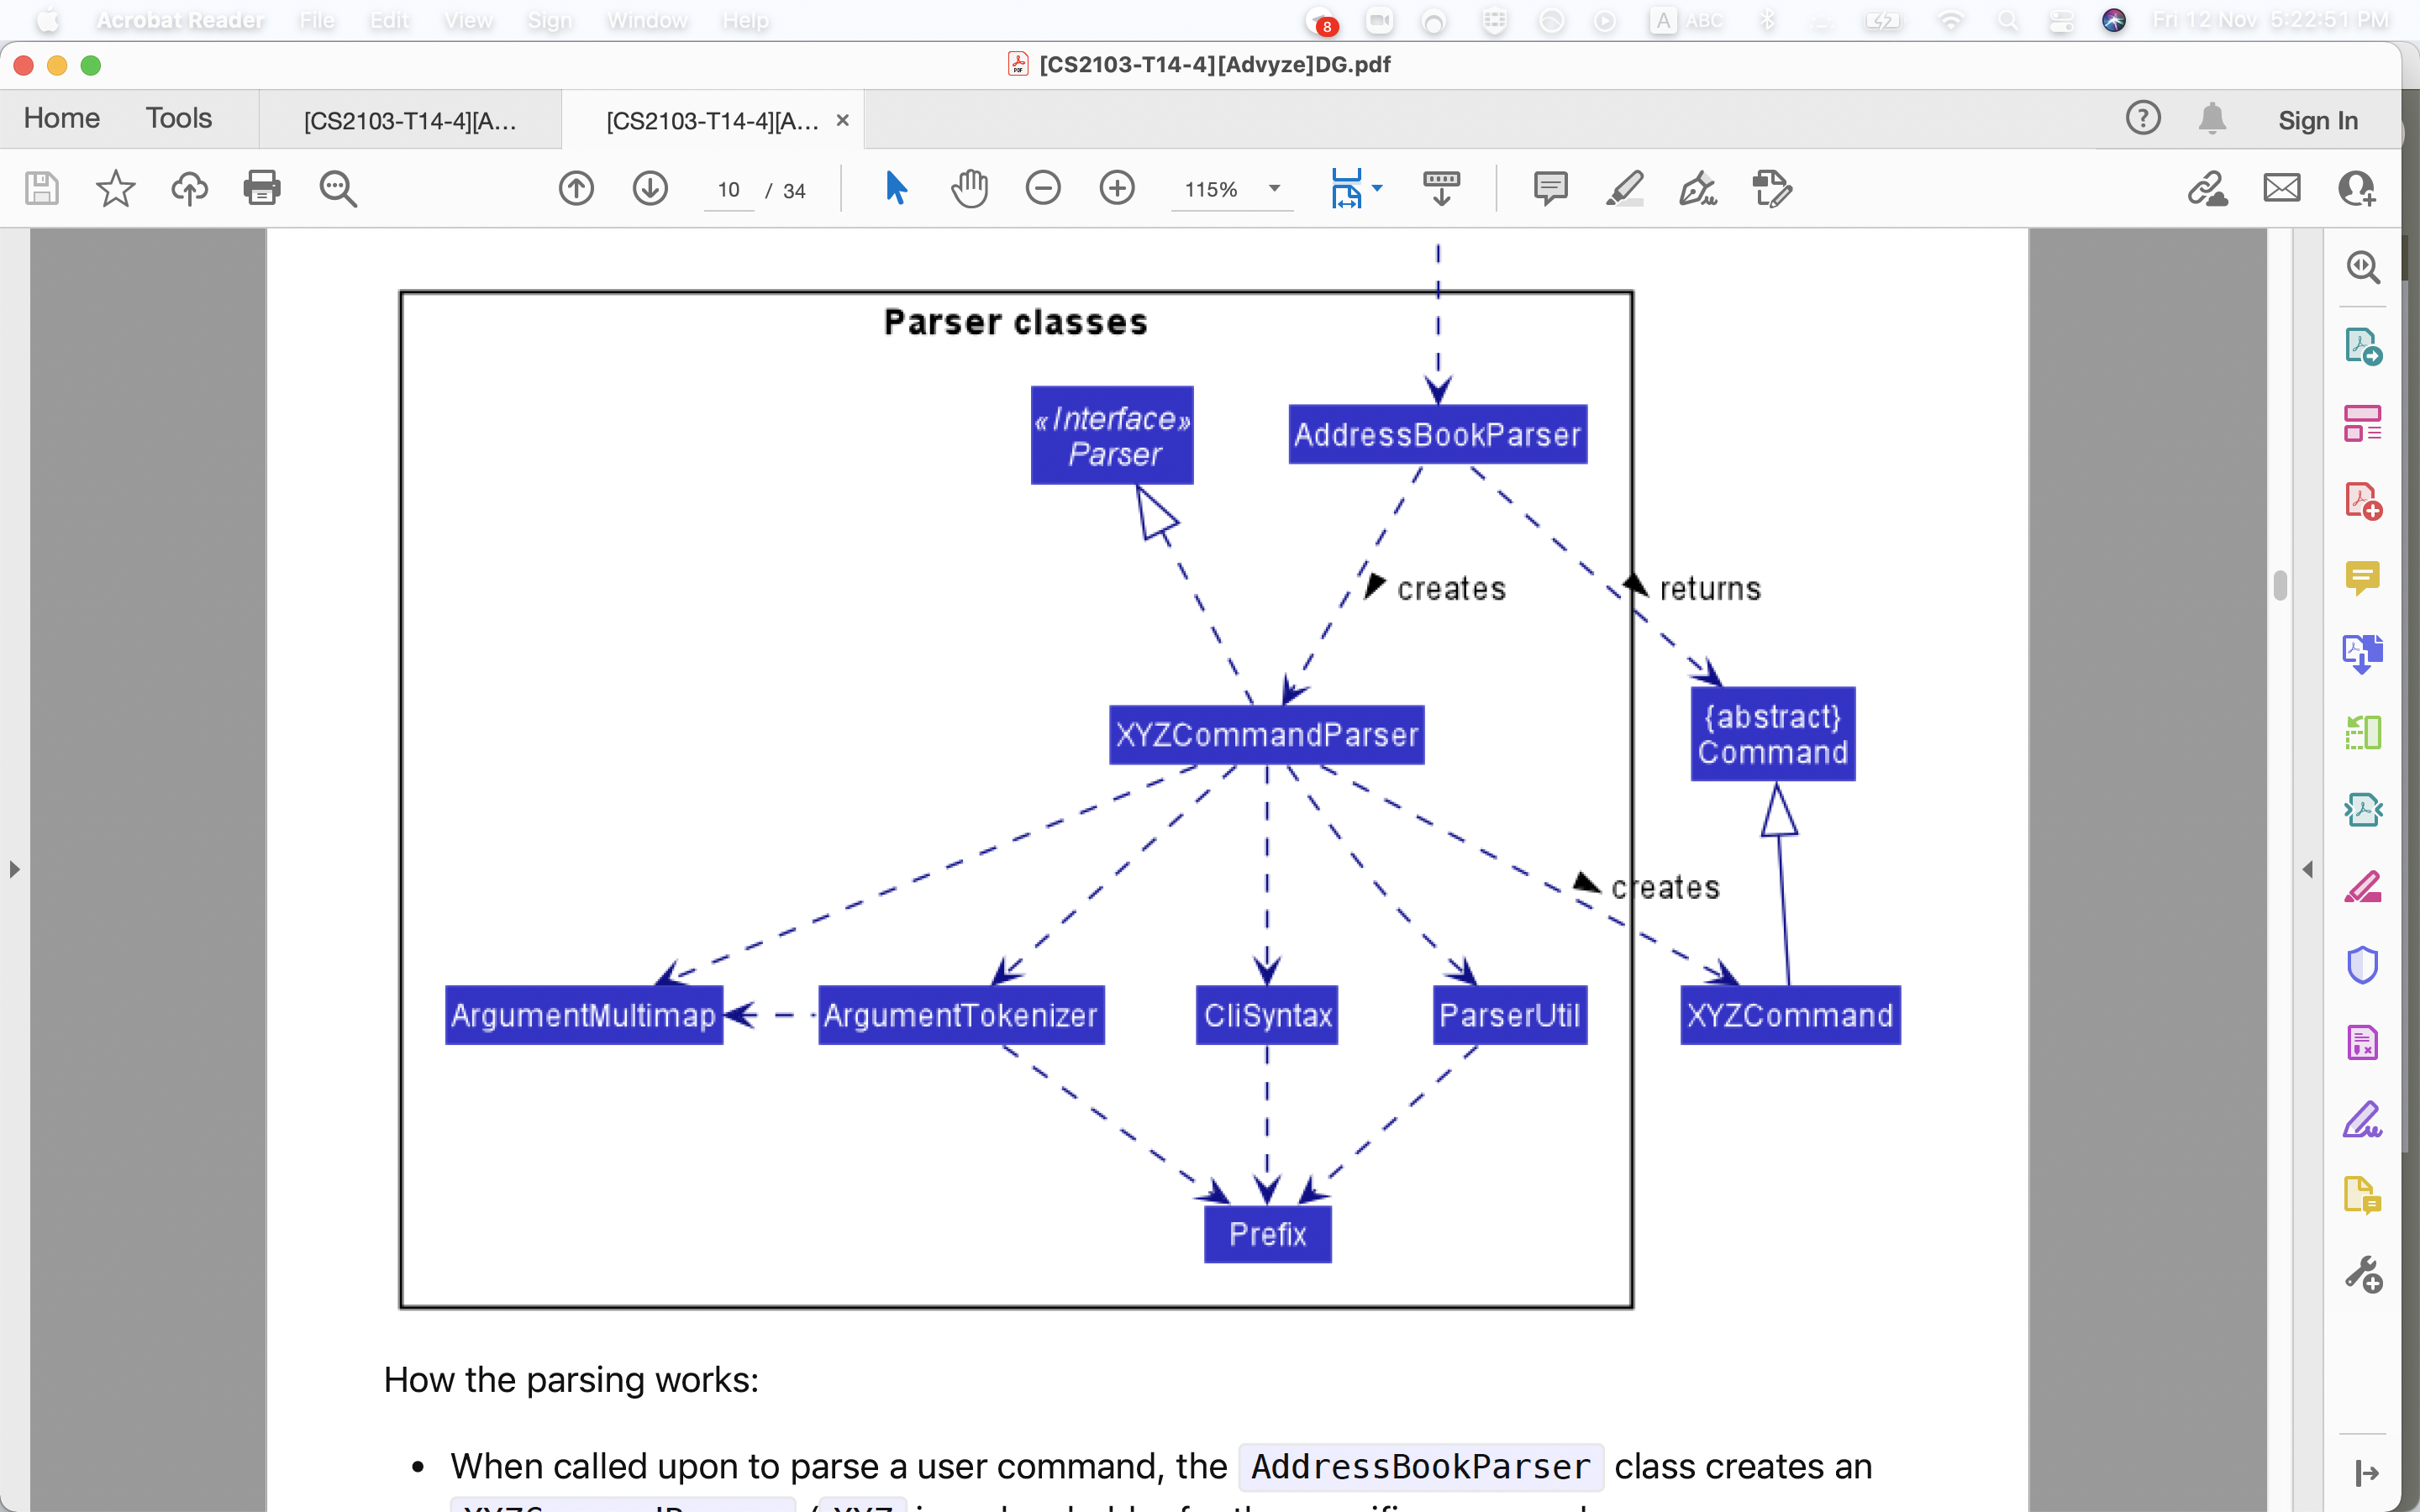 Acrobat Reader File Edit View Sign Window Help 8 A ABC Fri 12 Nov 5:22:51 PM
[CS2103-T14-4][Advyze]DG.pdf
Home Tools [CS2103-T14-4][A... [CS2103-T14-4][A... × Sign In
10 / 34 115%
Parser classes
«Interface»
Parser
AddressBookParser
creates
returns
XYZCommandParser
{abstract}
Command
creates
ArgumentMultimap
ArgumentTokenizer
CliSyntax
ParserUtil
XYZCommand
Prefix
How the parsing works:
• When called upon to parse a user command, the AddressBookParser class creates an